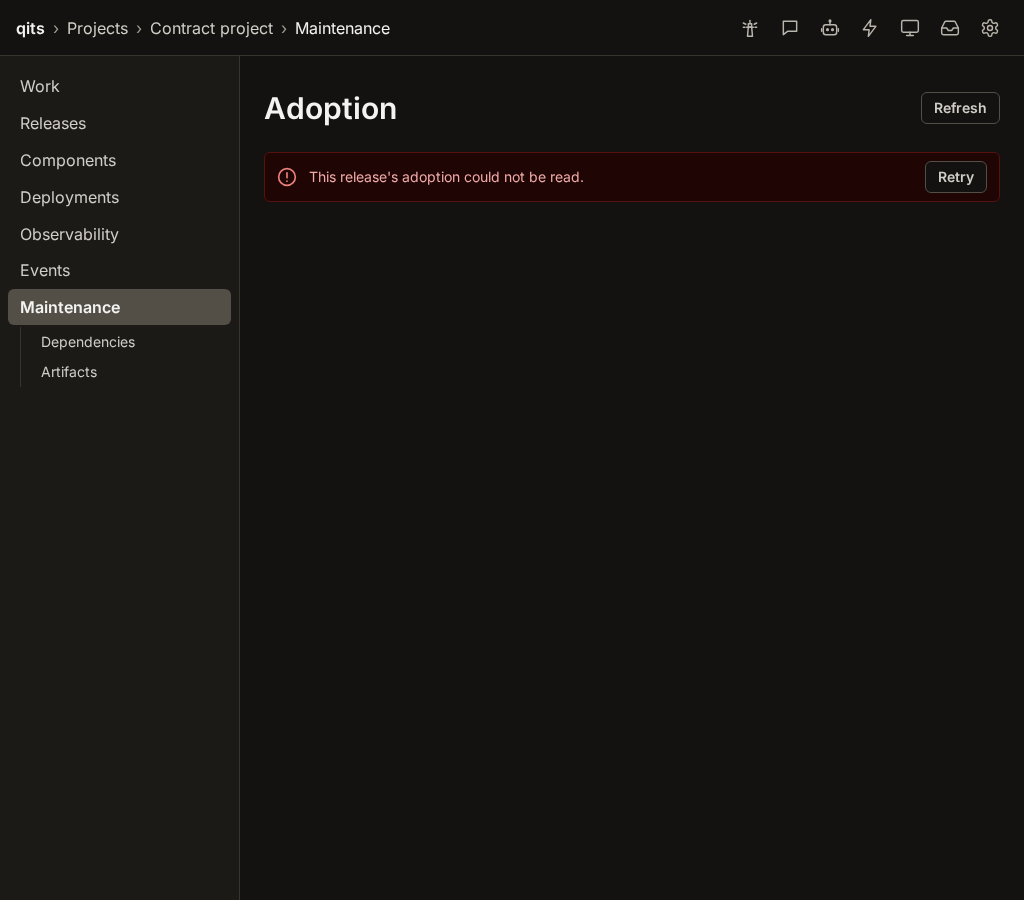 qits › Projects › Contract project › Maintenance
Work
Releases
Components
Deployments
Observability
Events
Maintenance
Dependencies
Artifacts
Adoption
Refresh
This release's adoption could not be read.
Retry